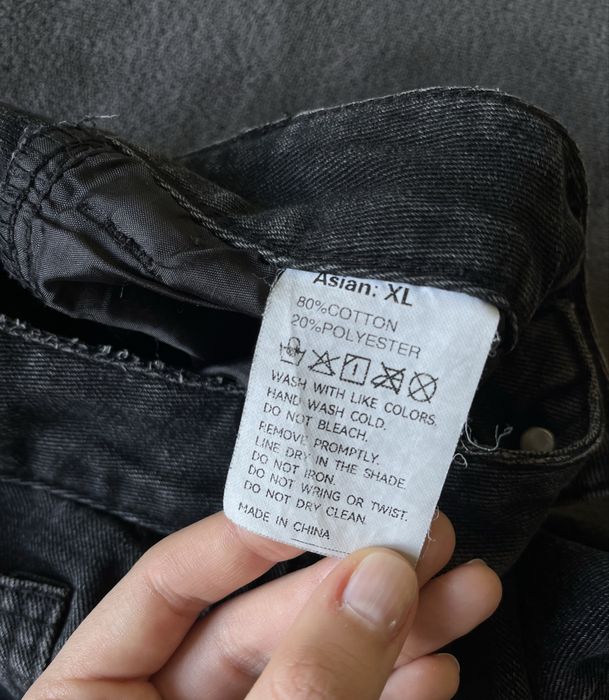 Asian: XL
80%COTTON
20%POLYESTER
WASH WITH LIKE COLORS.
HAND WASH COLD.
DO NOT BLEACH.
REMOVE PROMPTLY.
LINE DRY IN THE SHADE.
DO NOT IRON.
DO NOT WRING OR TWIST.
DO NOT DRY CLEAN.
MADE IN CHINA